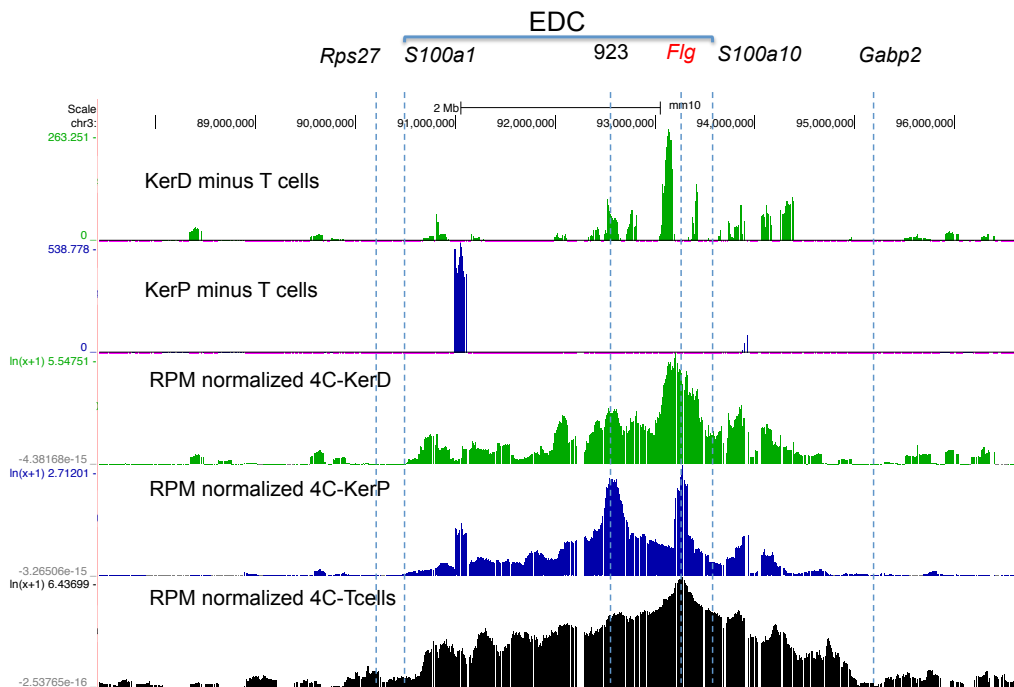 EDC
Rps27 S100a1 923 Flg S100a10 Gabp2
Scale 2 Mb mm10
chr3: 89,000,000 90,000,000 91,000,000 92,000,000 93,000,000 94,000,000 95,000,000 96,000,000
263.251
KerD minus T cells
0
538.778
KerP minus T cells
0
ln(x+1) 5.54751
RPM normalized 4C-KerD
-4.38168e-15
ln(x+1) 2.71201
RPM normalized 4C-KerP
-3.26506e-15
ln(x+1) 6.43699
RPM normalized 4C-Tcells
-2.53765e-16